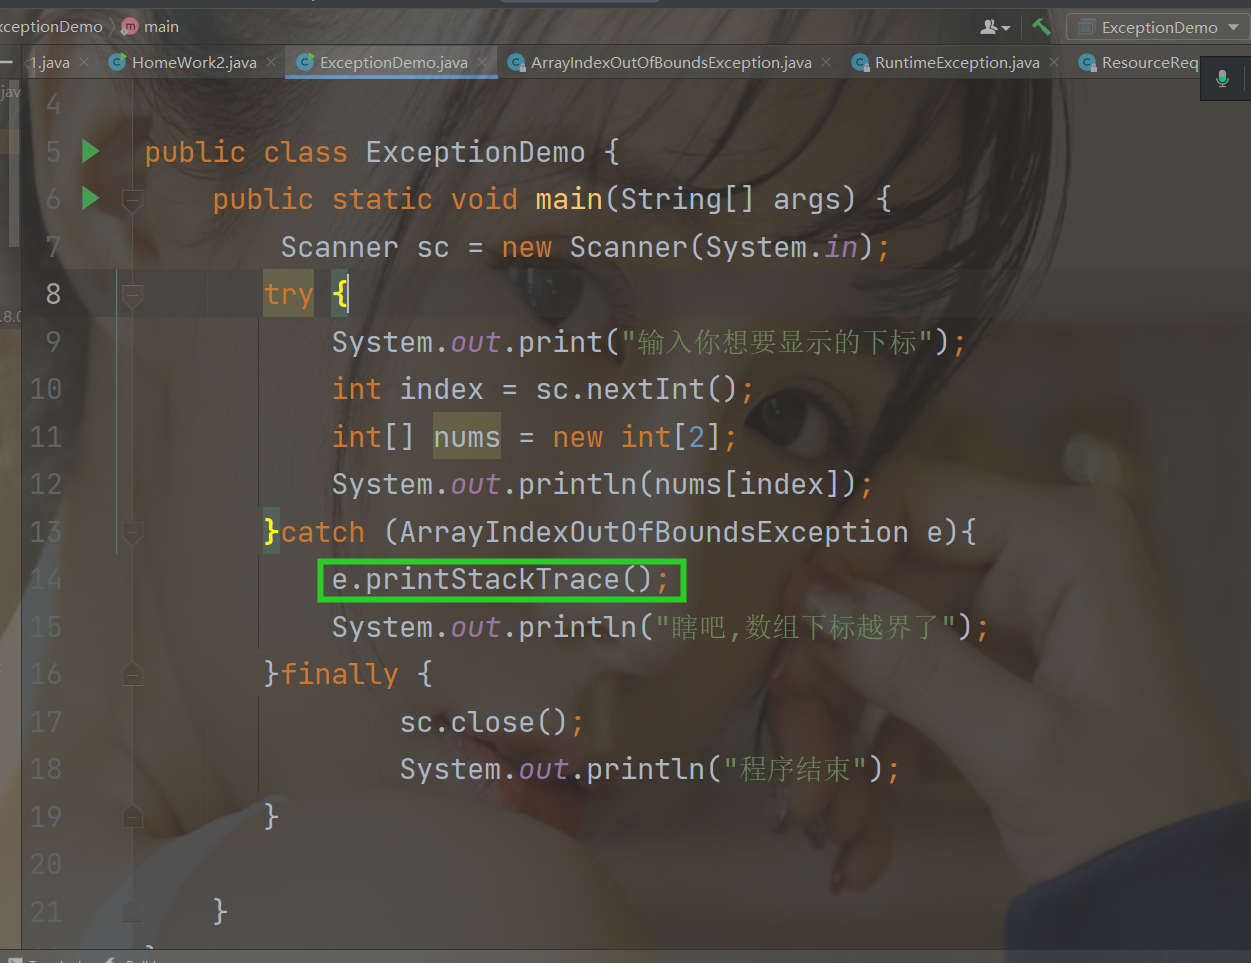 ExceptionDemo main ExceptionDemo
1.java HomeWork2.java ExceptionDemo.java ArrayIndexOutOfBoundsException.java RuntimeException.java ResourceReq
4
5 public class ExceptionDemo {
6 public static void main(String[] args) {
7 Scanner sc = new Scanner(System.in);
8 try {
9 System.out.print("输入你想要显示的下标");
10 int index = sc.nextInt();
11 int[] nums = new int[2];
12 System.out.println(nums[index]);
13 }catch (ArrayIndexOutOfBoundsException e){
14 e.printStackTrace();
15 System.out.println("瞎吧,数组下标越界了");
16 }finally {
17 sc.close();
18 System.out.println("程序结束");
19 }
20
21 }